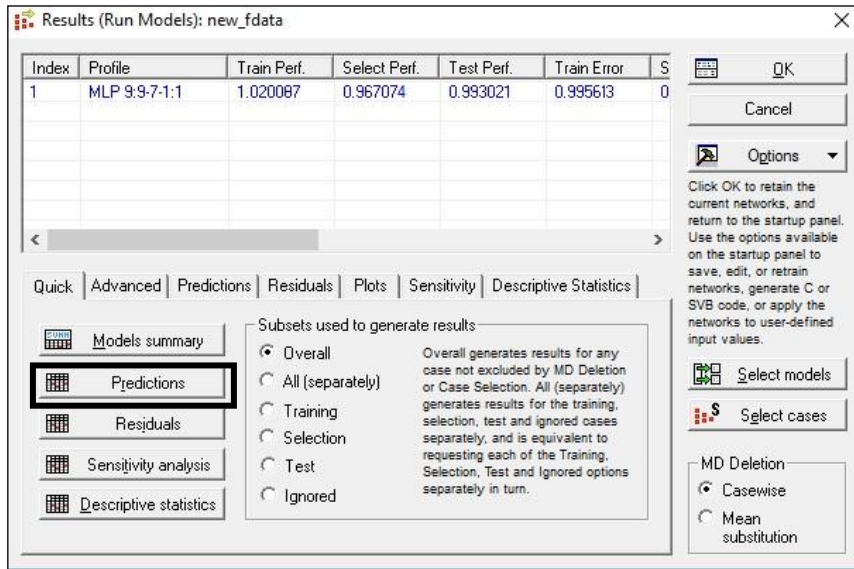 Results (Run Models): new_fdata
Index Profile Train Perf. Select Perf. Test Perf. Train Error S
1 MLP 9:9-7-1:1 1.020087 0.967074 0.993021 0.995613 0
OK
Cancel
Options
Click OK to retain the
current networks, and
return to the startup panel.
Use the options available
on the startup panel to
save, edit, or retrain
networks, generate C or
SVB code, or apply the
networks to user-defined
input values.
Select models
Select cases
MD Deletion
Casewise
Mean
substitution
Quick Advanced Predictions Residuals Plots Sensitivity Descriptive Statistics
Models summary
Predictions
Residuals
Sensitivity analysis
Descriptive statistics
Subsets used to generate results
Overall
All (separately)
Training
Selection
Test
Ignored
Overall generates results for any
case not excluded by MD Deletion
or Case Selection. All (separately)
generates results for the training,
selection, test and ignored cases
separately, and is equivalent to
requesting each of the Training,
Selection, Test and Ignored options
separately in turn.